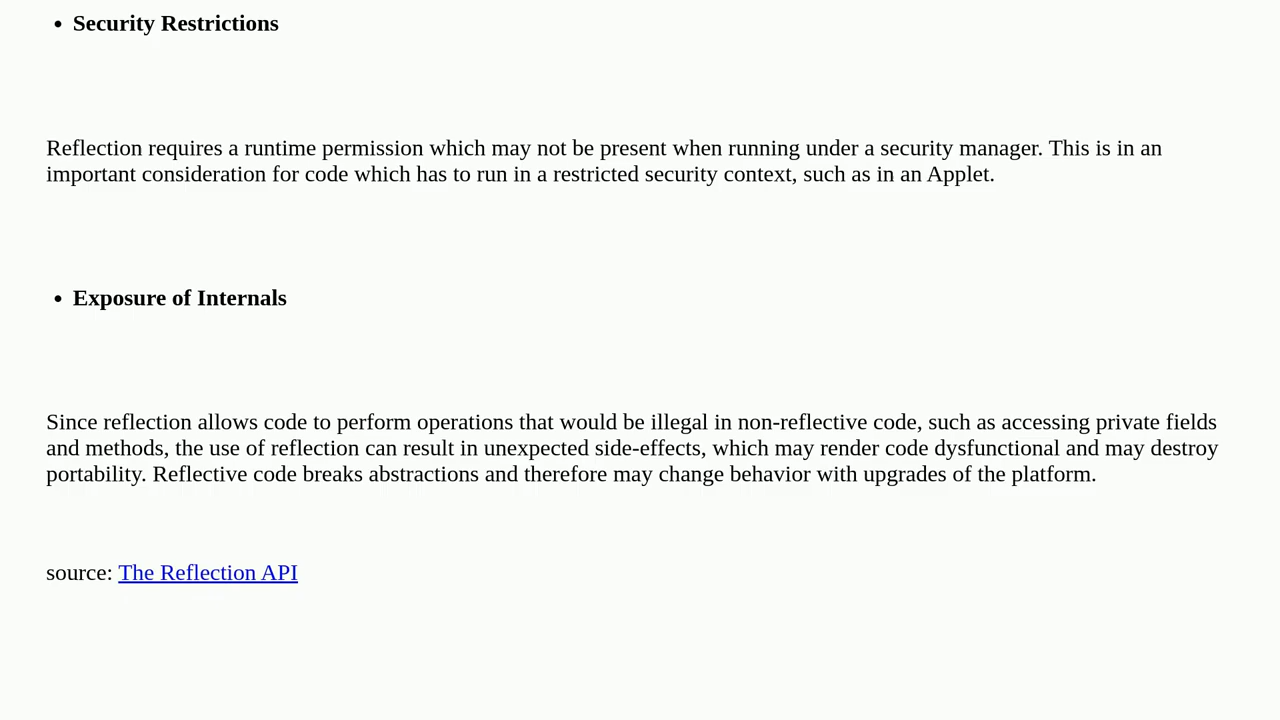 • Security Restrictions
Reflection requires a runtime permission which may not be present when running under a security manager. This is in an
important consideration for code which has to run in a restricted security context, such as in an Applet.
• Exposure of Internals
Since reflection allows code to perform operations that would be illegal in non-reflective code, such as accessing private fields
and methods, the use of reflection can result in unexpected side-effects, which may render code dysfunctional and may destroy
portability. Reflective code breaks abstractions and therefore may change behavior with upgrades of the platform.
source: The Reflection API